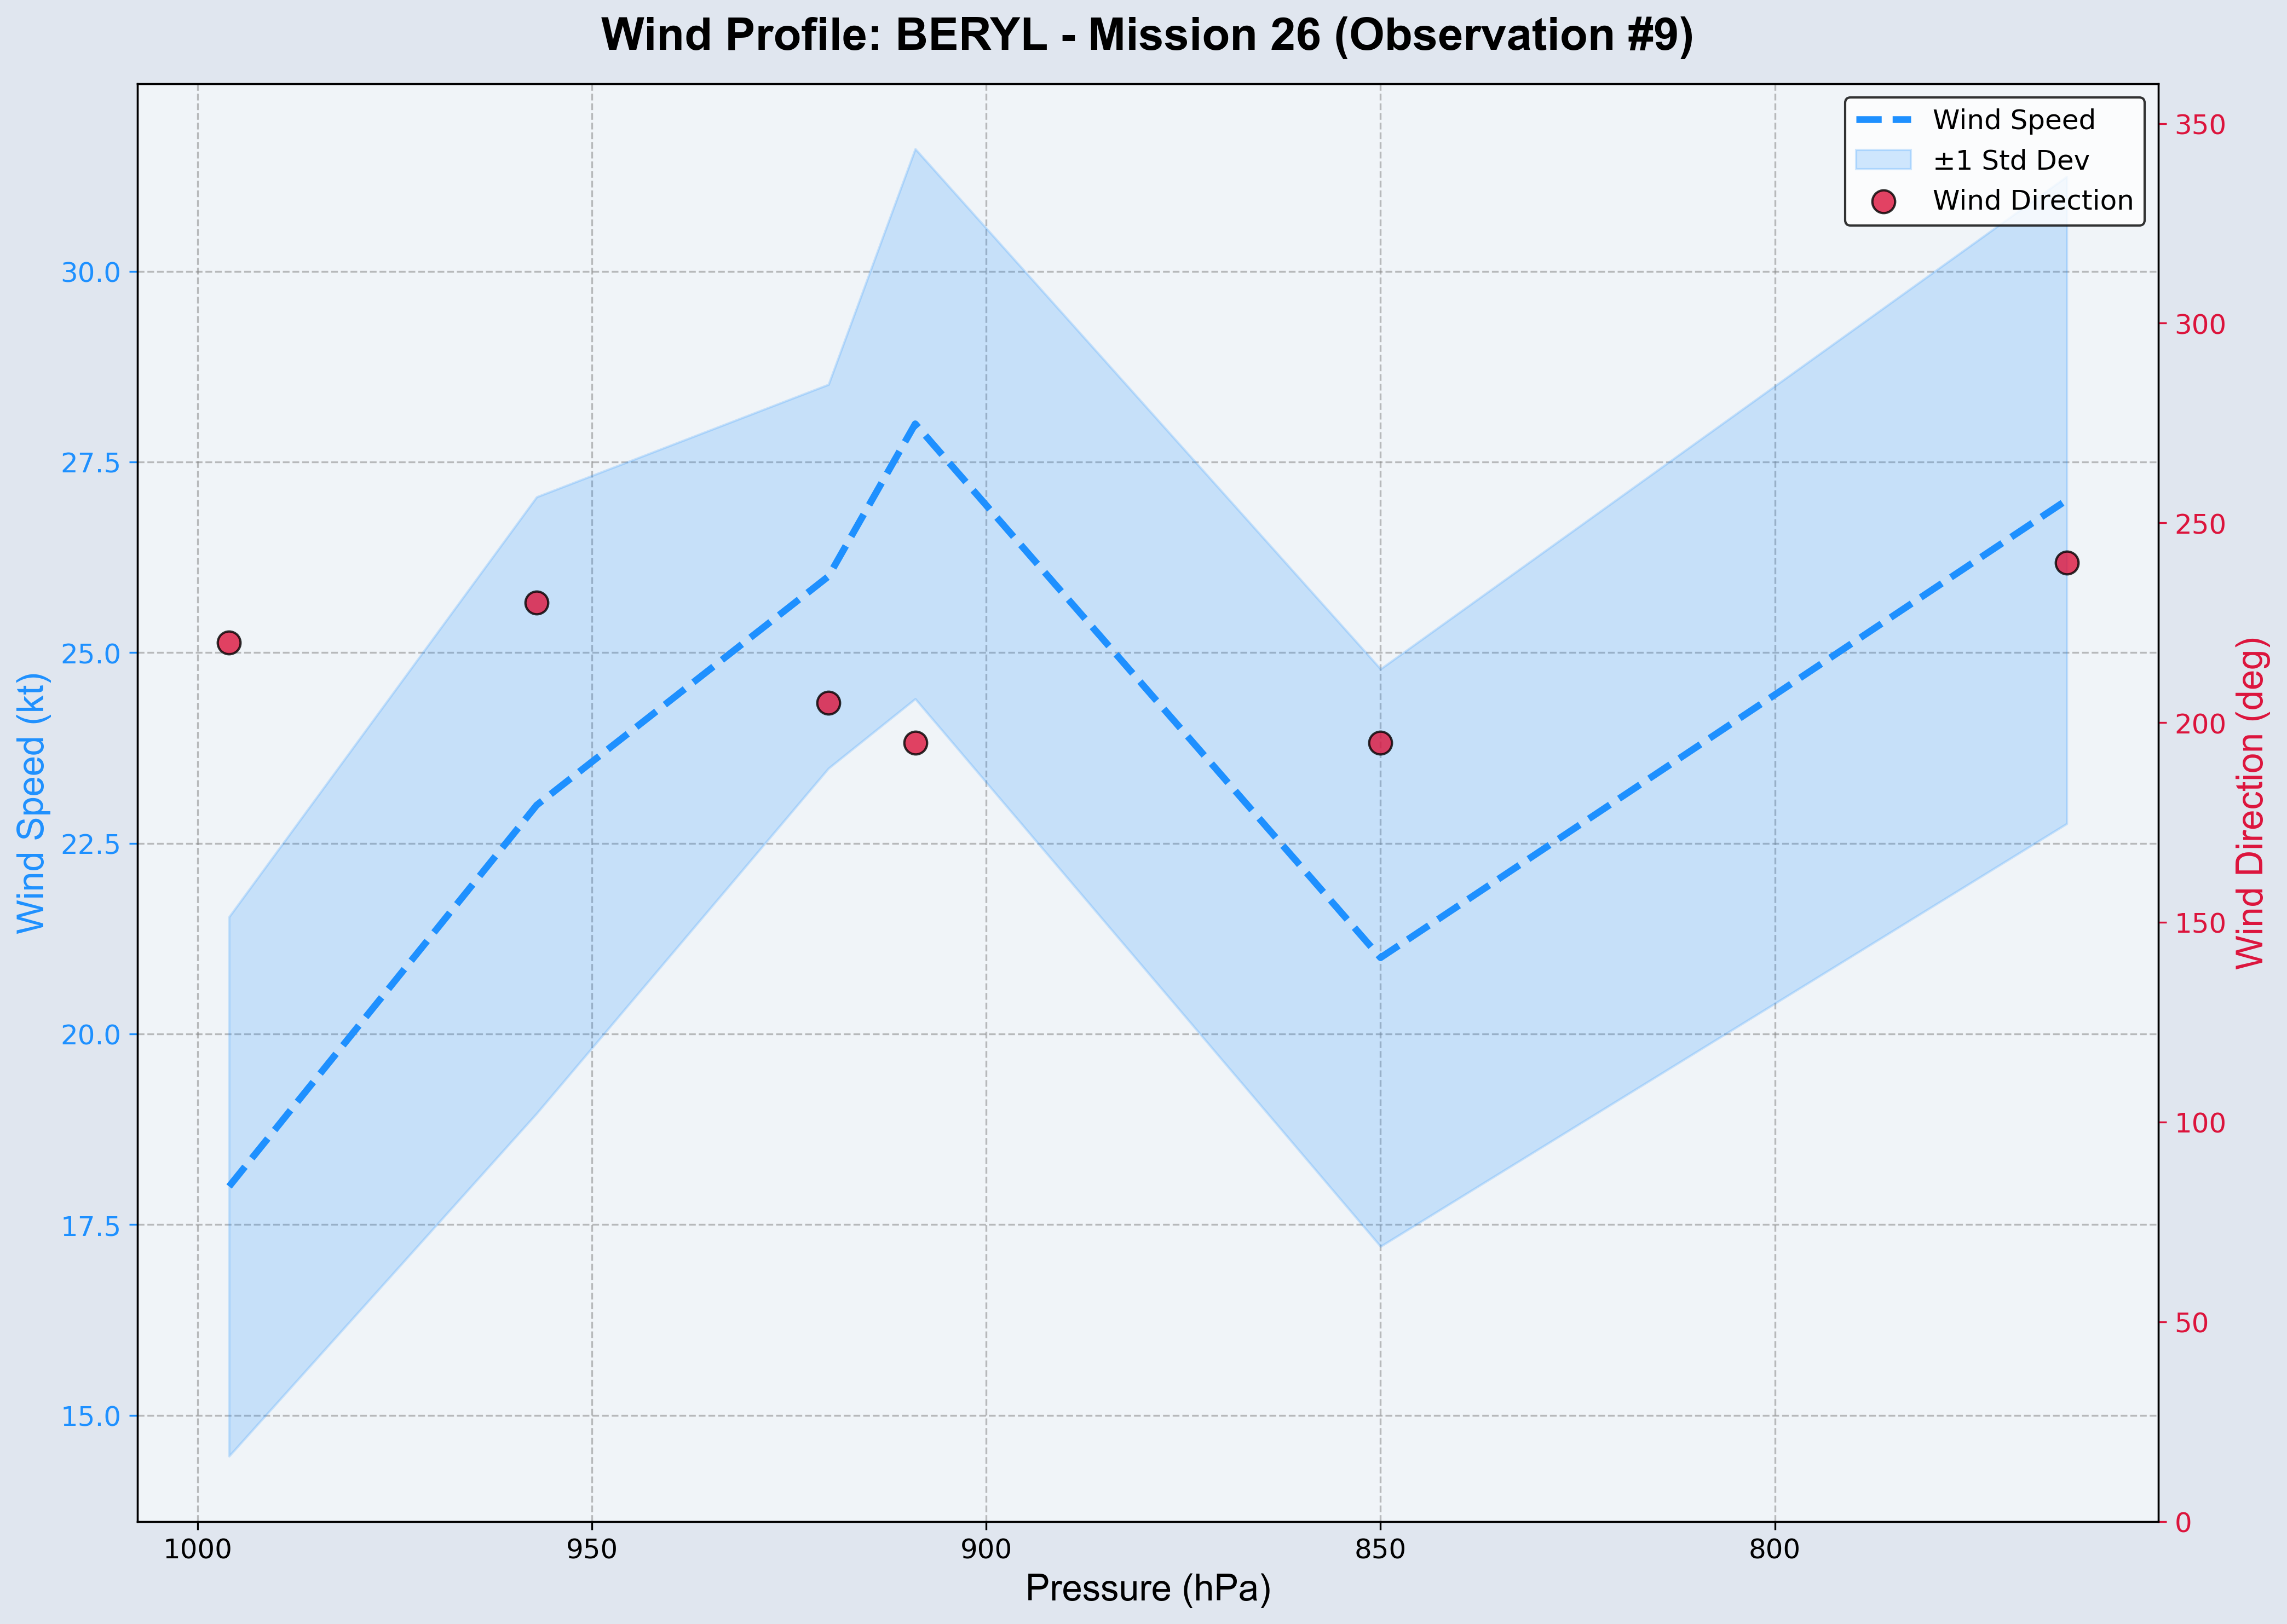 Wind Profile: BERYL - Mission 26 (Observation #9)
Wind Speed
±1 Std Dev
Wind Direction
30.0
27.5
25.0
22.5
20.0
17.5
15.0
Wind Speed (kt)
350
300
250
200
150
100
50
0
Wind Direction (deg)
1000 950 900 850 800
Pressure (hPa)